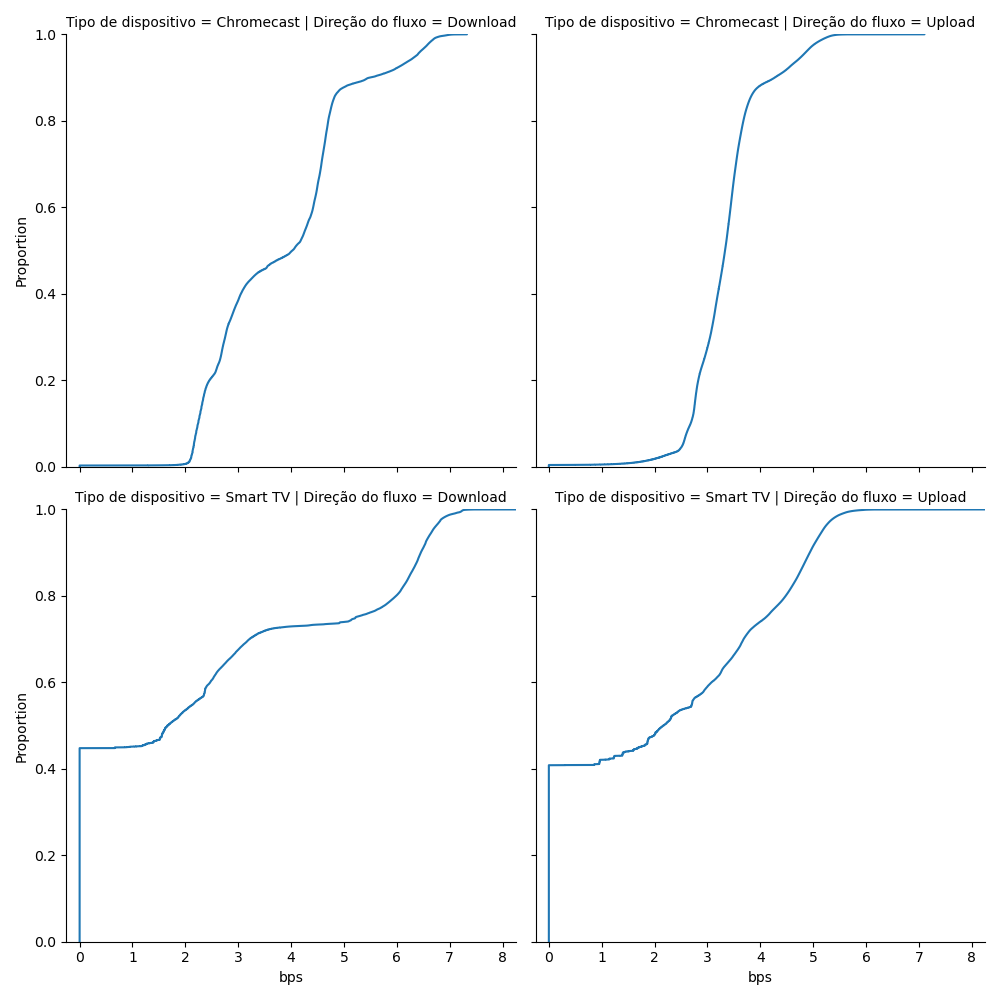 Tipo de dispositivo = Chromecast | Direção do fluxo = Download
Tipo de dispositivo = Chromecast | Direção do fluxo = Upload
1.0
0.8
0.6
0.4
0.2
0.0
Proportion
Tipo de dispositivo = Smart TV | Direção do fluxo = Download
Tipo de dispositivo = Smart TV | Direção do fluxo = Upload
1.0
0.8
0.6
0.4
0.2
0.0
Proportion
0 1 2 3 4 5 6 7 8
0 1 2 3 4 5 6 7 8
bps
bps